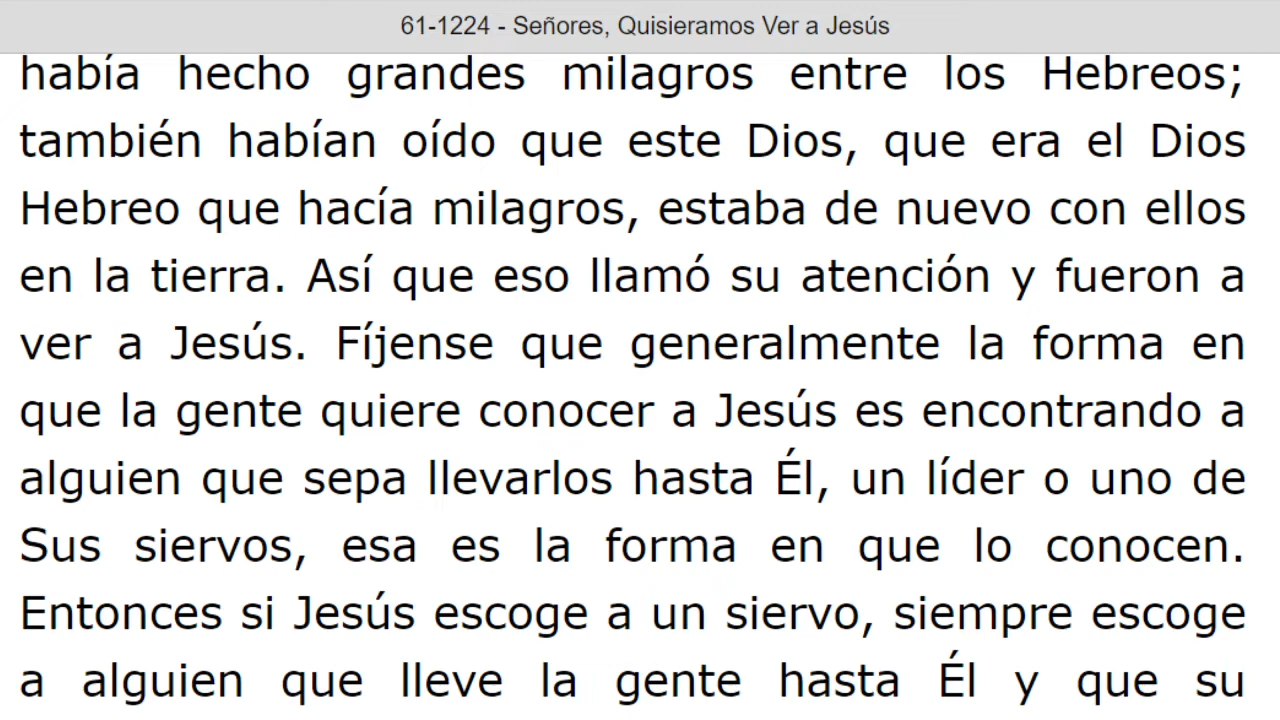 61-1224 - Señores, Quisieramos Ver a Jesús
había hecho grandes milagros entre los Hebreos;
también habían oído que este Dios, que era el Dios
Hebreo que hacía milagros, estaba de nuevo con ellos
en la tierra. Así que eso llamó su atención y fueron a
ver a Jesús. Fíjense que generalmente la forma en
que la gente quiere conocer a Jesús es encontrando a
alguien que sepa llevarlos hasta Él, un líder o uno de
Sus siervos, esa es la forma en que lo conocen.
Entonces si Jesús escoge a un siervo, siempre escoge
a alguien que lleve la gente hasta Él y que su